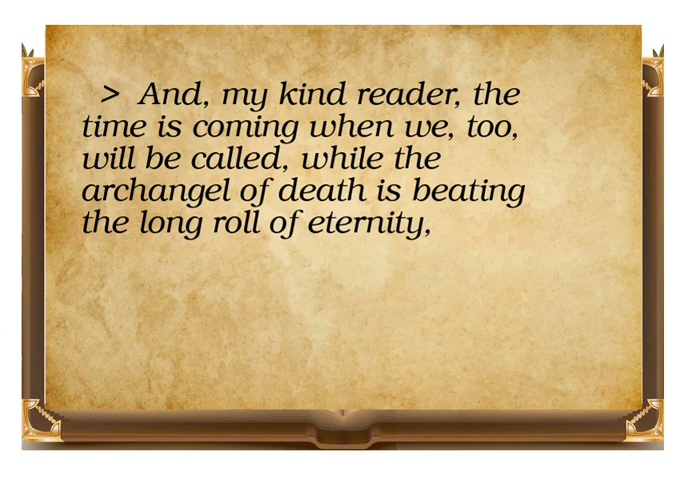 > And, my kind reader, the
time is coming when we, too,
will be called, while the
archangel of death is beating
the long roll of eternity,